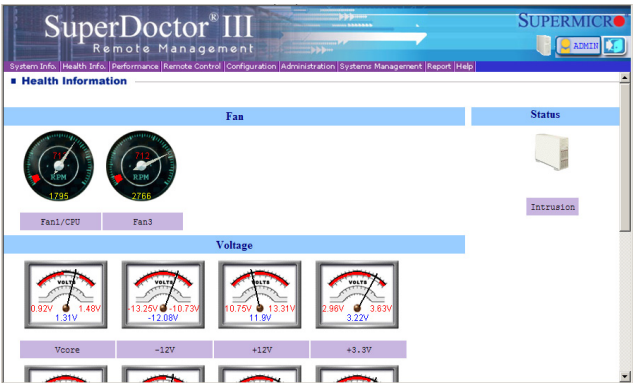 SuperDoctor® III
Remote Management
SUPERMICRO
ADMIN
System Info. |Health Info. |Performance |Remote Control |Configuration |Administration |Systems Management |Report |Help|
Health Information
Fan
Status
712
RPM
RPM
1795
2766
Fan1/CPU
Fan3
Intrusion
Voltage
VOLTS
VOLTS
VOLTS
VOLTS
0.92V 1.48V
-13.25V -10.73V
10.75V 13.31V
2.96V 3.63V
1.31V
-12.08V
11.9V
3.22V
Vcore
-12V
+12V
+3.3V